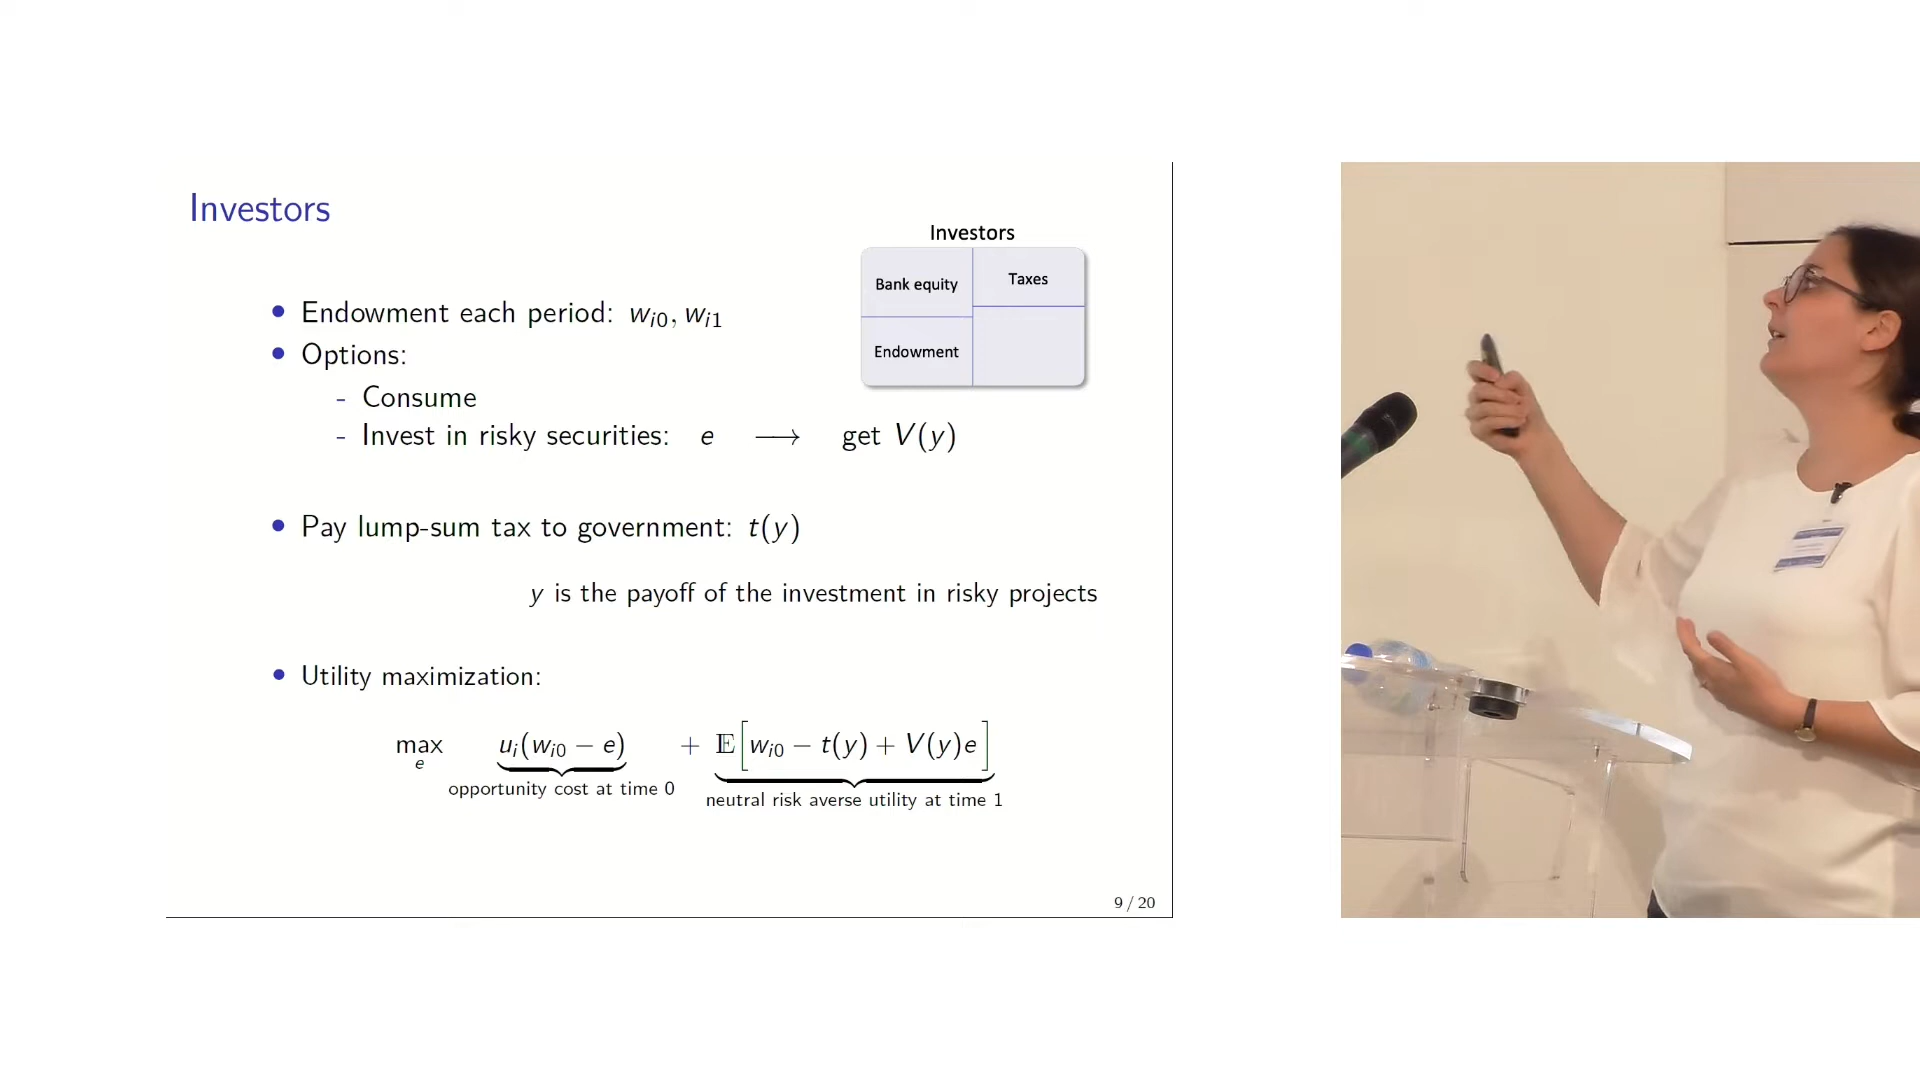 Investors
Investors
Bank equity
Taxes
Endowment
• Endowment each period: w_{i0}, w_{i1}
• Options:
- Consume
- Invest in risky securities: e ⟶ get V(y)
• Pay lump-sum tax to government: t(y)
y is the payoff of the investment in risky projects
• Utility maximization:
max_e u_i(w_{i0} − e) + 𝔼[w_{i0} − t(y) + V(y)e]
opportunity cost at time 0
neutral risk averse utility at time 1
9 / 20